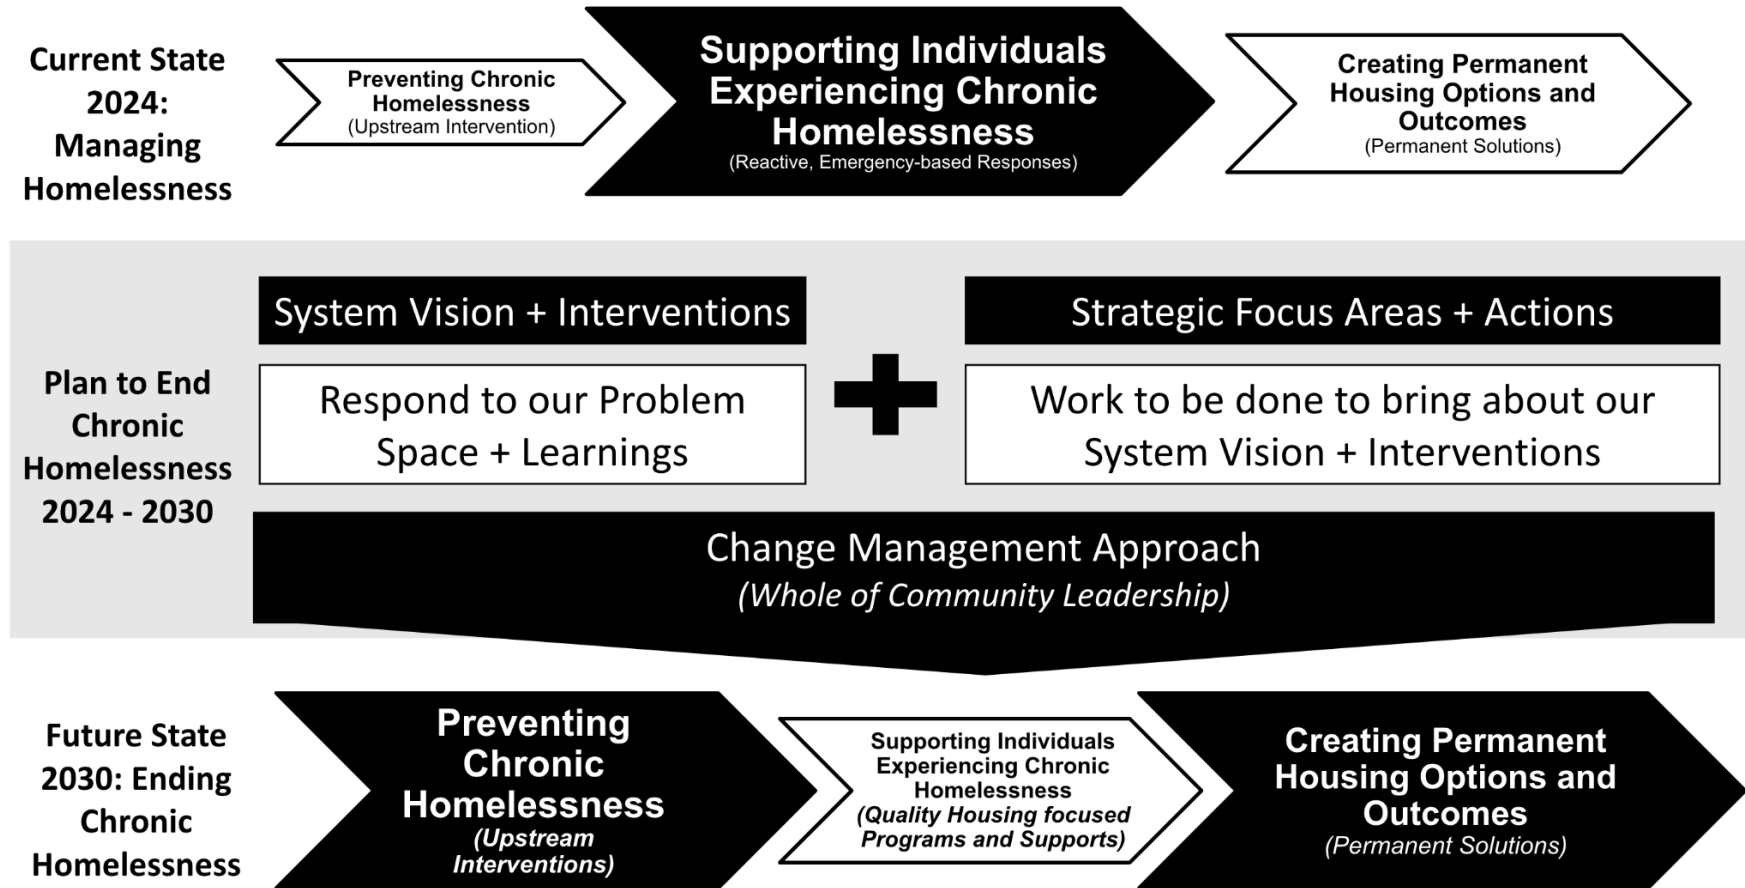 Current State
2024:
Managing
Homelessness
Preventing Chronic
Homelessness
(Upstream Intervention)
Supporting Individuals
Experiencing Chronic
Homelessness
(Reactive, Emergency-based Responses)
Creating Permanent
Housing Options and
Outcomes
(Permanent Solutions)
Plan to End
Chronic
Homelessness
2024 - 2030
System Vision + Interventions
Respond to our Problem
Space + Learnings
Strategic Focus Areas + Actions
Work to be done to bring about our
System Vision + Interventions
Change Management Approach
(Whole of Community Leadership)
Future State
2030: Ending
Chronic
Homelessness
Preventing
Chronic
Homelessness
(Upstream
Interventions)
Supporting Individuals
Experiencing Chronic
Homelessness
(Quality Housing focused
Programs and Supports)
Creating Permanent
Housing Options and
Outcomes
(Permanent Solutions)